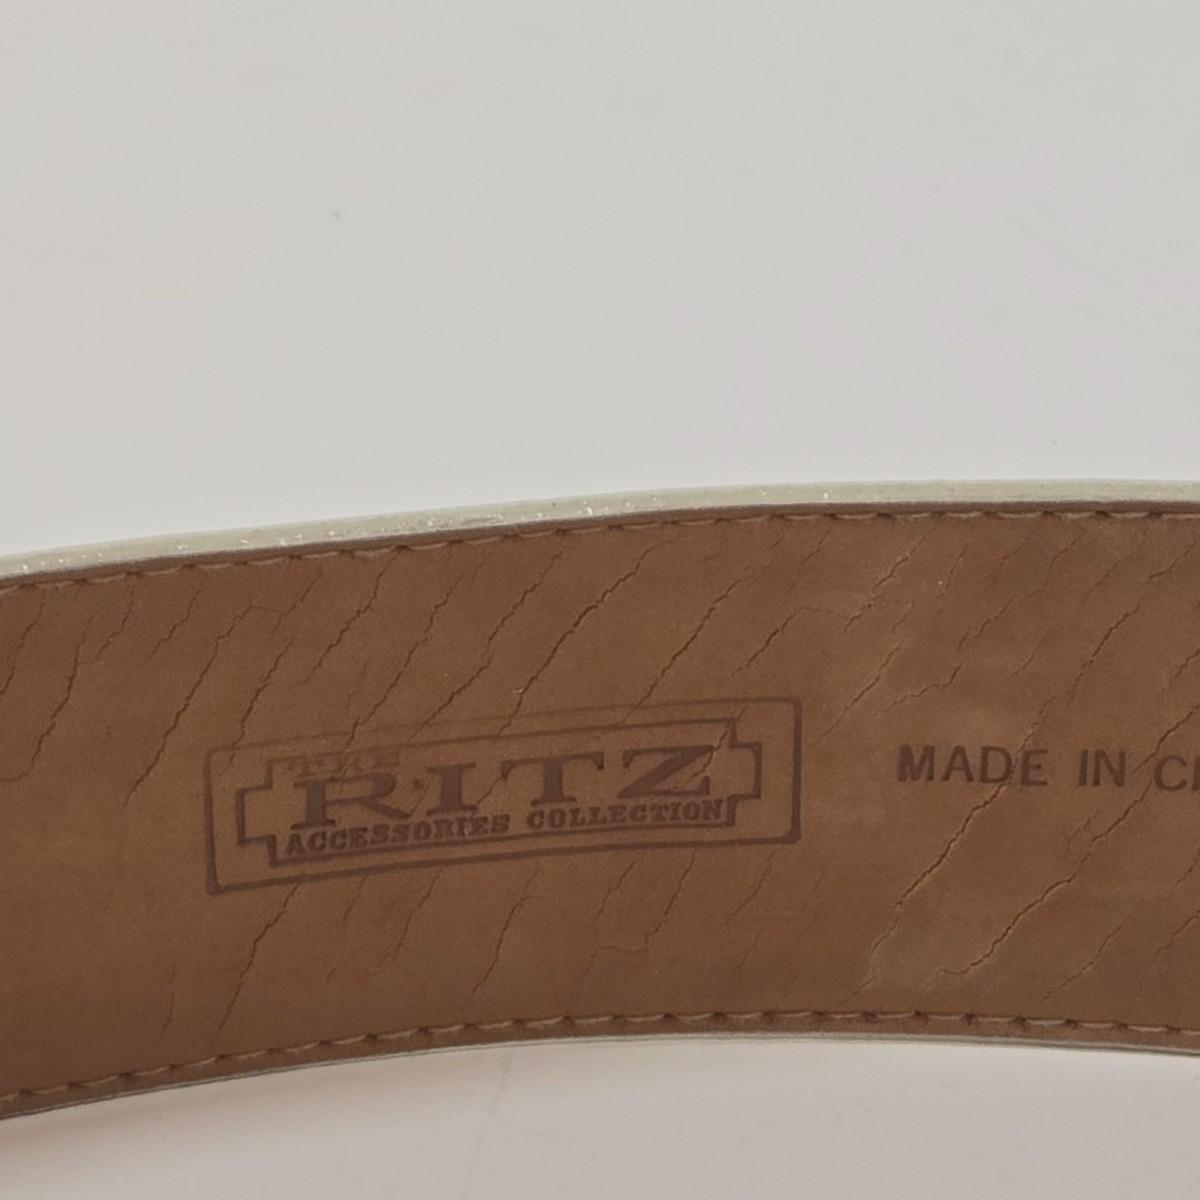 THE
RITZ
ACCESSORIES COLLECTION
MADE IN